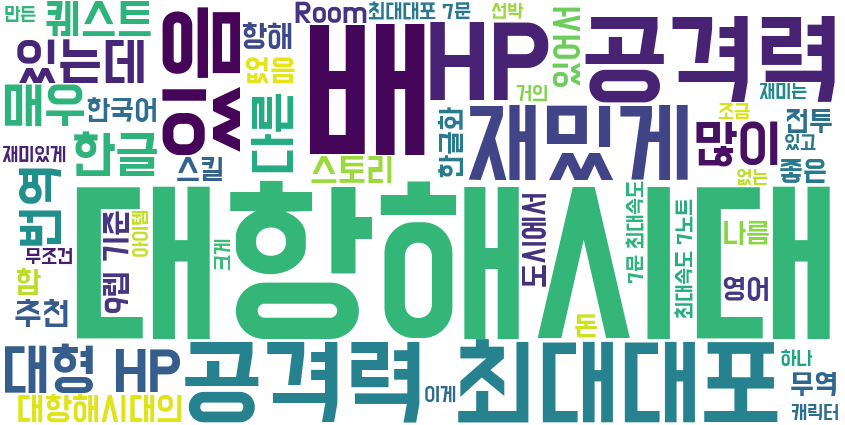 만든
퀘스트
있음
항해
Room
최대대포 7문
선박
있어서
공격력
있는데
없음
배
HP
거의
재미는
매우
한국어
다른
한글화
재밌게
많이
조금
전투
있고
재미있게
한글
스킬
스토리
없는
좋은
번역
대항해시대
무조건
9렙 기준
아이템
크게
도시에서
7문 최대속도
최대속도 7노트
나름
함
영어
추천
돈
대형 HP
공격력
최대대포
하나
이게
무역
대항해시대의
캐릭터